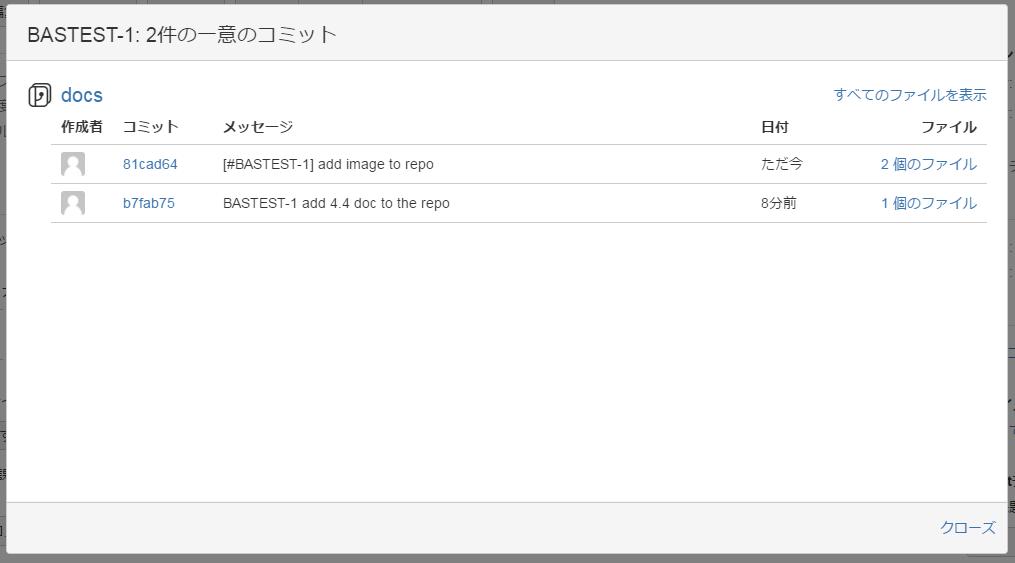 BASTEST-1: 2件の一意のコミット
docs すべてのファイルを表示
作成者 コミット メッセージ 日付 ファイル
81cad64 [#BASTEST-1] add image to repo ただ今 2 個のファイル
b7fab75 BASTEST-1 add 4.4 doc to the repo 8分前 1 個のファイル
クローズ